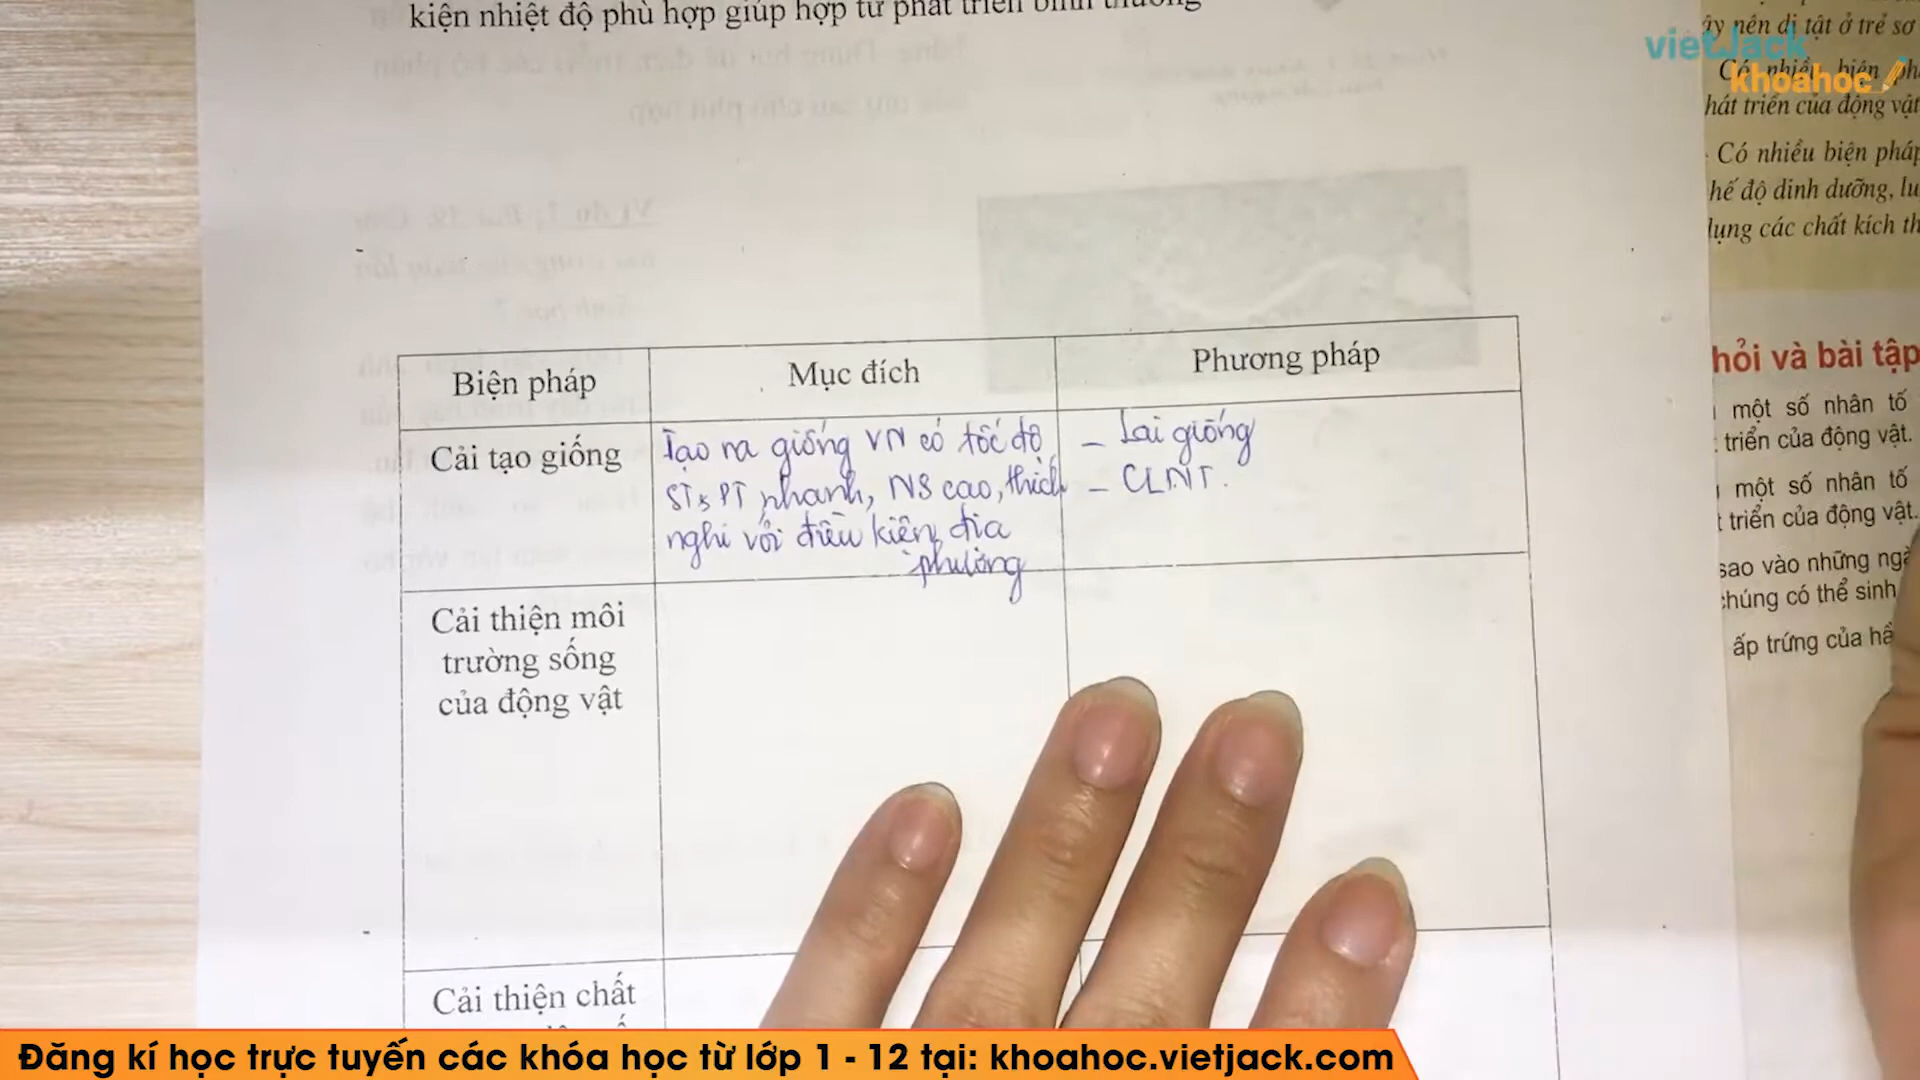 kiện nhiệt độ phù hợp giúp hợp tử phát triển bình thường
vietJack
khoahoc
ây nên dị tật ở trẻ sơ
Có nhiều biện ph
hát triển của động vật
Có nhiều biện pháp
hế độ dinh dưỡng, lu
dụng các chất kích th
Biện pháp
Mục đích
Phương pháp
Cải tạo giống
Tạo ra giống VN có tốc độ
ST, PT nhanh, NS cao, thích
nghi với điều kiện địa
phương
- Lai giống
- CLNT.
Cải thiện môi
trường sống
của động vật
Cải thiện chất
hỏi và bài tập
một số nhân tố
triển của động vật.
một số nhân tố
t triển của động vật.
sao vào những ngà
chúng có thể sinh
ấp trứng của hầ
Đăng kí học trực tuyến các khóa học từ lớp 1 - 12 tại: khoahoc.vietjack.com